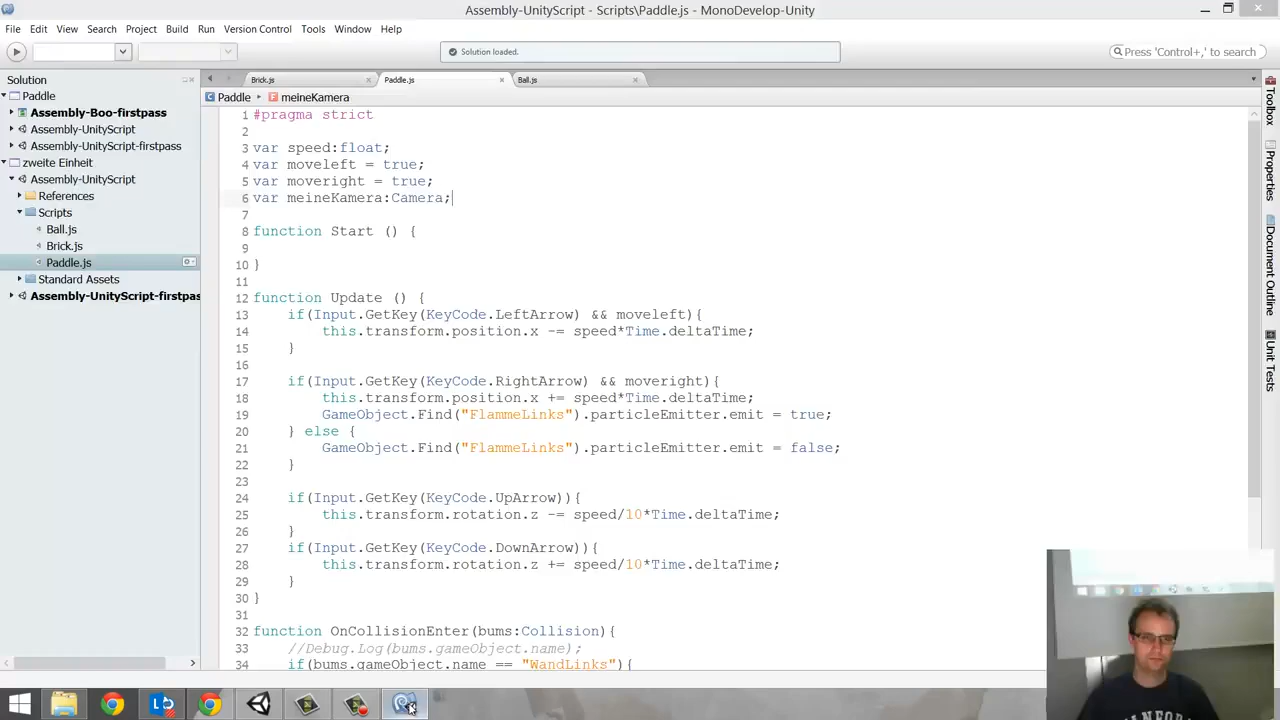 Assembly-UnityScript - Scripts\Paddle.js - MonoDevelop-Unity
File Edit View Search Project Build Run Version Control Tools Window Help
Solution loaded.
Press 'Control+,' to search
Solution
Paddle
Assembly-Boo-firstpass
Assembly-UnityScript
Assembly-UnityScript-firstpass
zweite Einheit
Assembly-UnityScript
References
Scripts
Ball.js
Brick.js
Paddle.js
Standard Assets
Assembly-UnityScript-firstpas
Brick.js Paddle.js Ball.js
Paddle meineKamera
1 #pragma strict
2
3 var speed:float;
4 var moveleft = true;
5 var moveright = true;
6 var meineKamera:Camera;
7
8 function Start () {
9
10 }
11
12 function Update () {
13 if(Input.GetKey(KeyCode.LeftArrow) && moveleft){
14 this.transform.position.x -= speed*Time.deltaTime;
15 }
16
17 if(Input.GetKey(KeyCode.RightArrow) && moveright){
18 this.transform.position.x += speed*Time.deltaTime;
19 GameObject.Find("FlammeLinks").particleEmitter.emit = true;
20 } else {
21 GameObject.Find("FlammeLinks").particleEmitter.emit = false;
22 }
23
24 if(Input.GetKey(KeyCode.UpArrow)){
25 this.transform.rotation.z -= speed/10*Time.deltaTime;
26 }
27 if(Input.GetKey(KeyCode.DownArrow)){
28 this.transform.rotation.z += speed/10*Time.deltaTime;
29 }
30 }
31
32 function OnCollisionEnter(bums:Collision){
33 //Debug.Log(bums.gameObject.name);
34 if(bums.gameObject.name == "WandLinks"){
Toolbox
Properties
Document Outline
Unit Tests